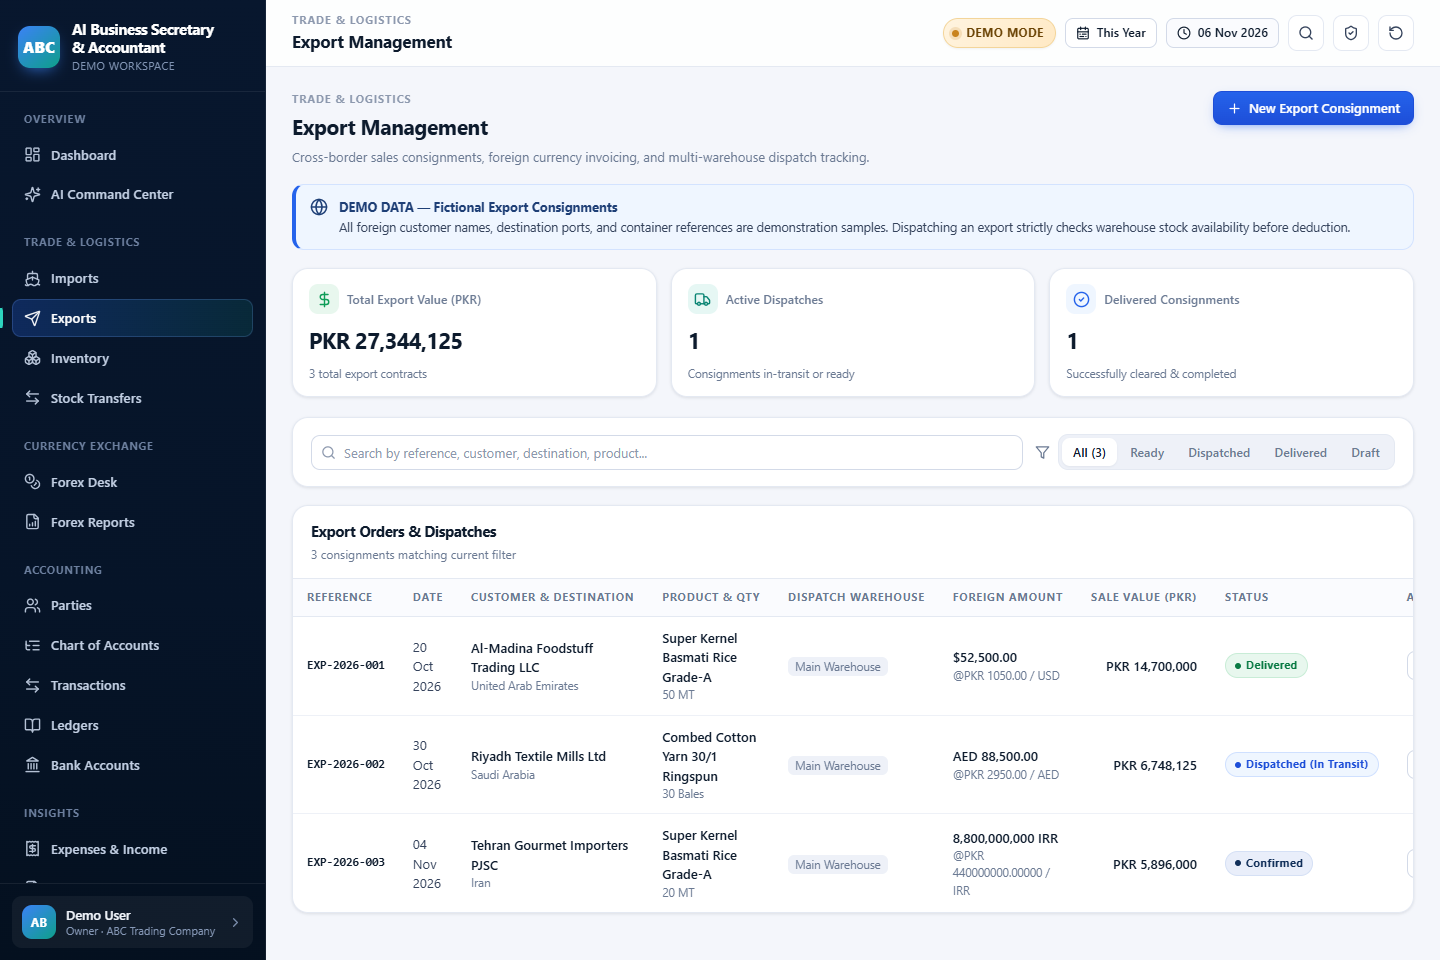 ABC
AI Business Secretary
& Accountant
DEMO WORKSPACE
OVERVIEW
Dashboard
AI Command Center
TRADE & LOGISTICS
Imports
Exports
Inventory
Stock Transfers
CURRENCY EXCHANGE
Forex Desk
Forex Reports
ACCOUNTING
Parties
Chart of Accounts
Transactions
Ledgers
Bank Accounts
INSIGHTS
Expenses & Income
AB
Demo User
Owner · ABC Trading Company
TRADE & LOGISTICS
Export Management
DEMO MODE
This Year
06 Nov 2026
TRADE & LOGISTICS
Export Management
Cross-border sales consignments, foreign currency invoicing, and multi-warehouse dispatch tracking.
New Export Consignment
DEMO DATA — Fictional Export Consignments
All foreign customer names, destination ports, and container references are demonstration samples. Dispatching an export strictly checks warehouse stock availability before deduction.
Total Export Value (PKR)
PKR 27,344,125
3 total export contracts
Active Dispatches
1
Consignments in-transit or ready
Delivered Consignments
1
Successfully cleared & completed
Search by reference, customer, destination, product...
All (3) Ready Dispatched Delivered Draft
Export Orders & Dispatches
3 consignments matching current filter
REFERENCE DATE CUSTOMER & DESTINATION PRODUCT & QTY DISPATCH WAREHOUSE FOREIGN AMOUNT SALE VALUE (PKR) STATUS
EXP-2026-001
20
Oct
2026
Al-Madina Foodstuff
Trading LLC
United Arab Emirates
Super Kernel
Basmati Rice
Grade-A
50 MT
Main Warehouse
$52,500.00
@PKR 1050.00 / USD
PKR 14,700,000
Delivered
EXP-2026-002
30
Oct
2026
Riyadh Textile Mills Ltd
Saudi Arabia
Combed Cotton
Yarn 30/1
Ringspun
30 Bales
Main Warehouse
AED 88,500.00
@PKR 2950.00 / AED
PKR 6,748,125
Dispatched (In Transit)
EXP-2026-003
04
Nov
2026
Tehran Gourmet Importers
PJSC
Iran
Super Kernel
Basmati Rice
Grade-A
20 MT
Main Warehouse
8,800,000,000 IRR
@PKR
440000000.00000 /
IRR
PKR 5,896,000
Confirmed